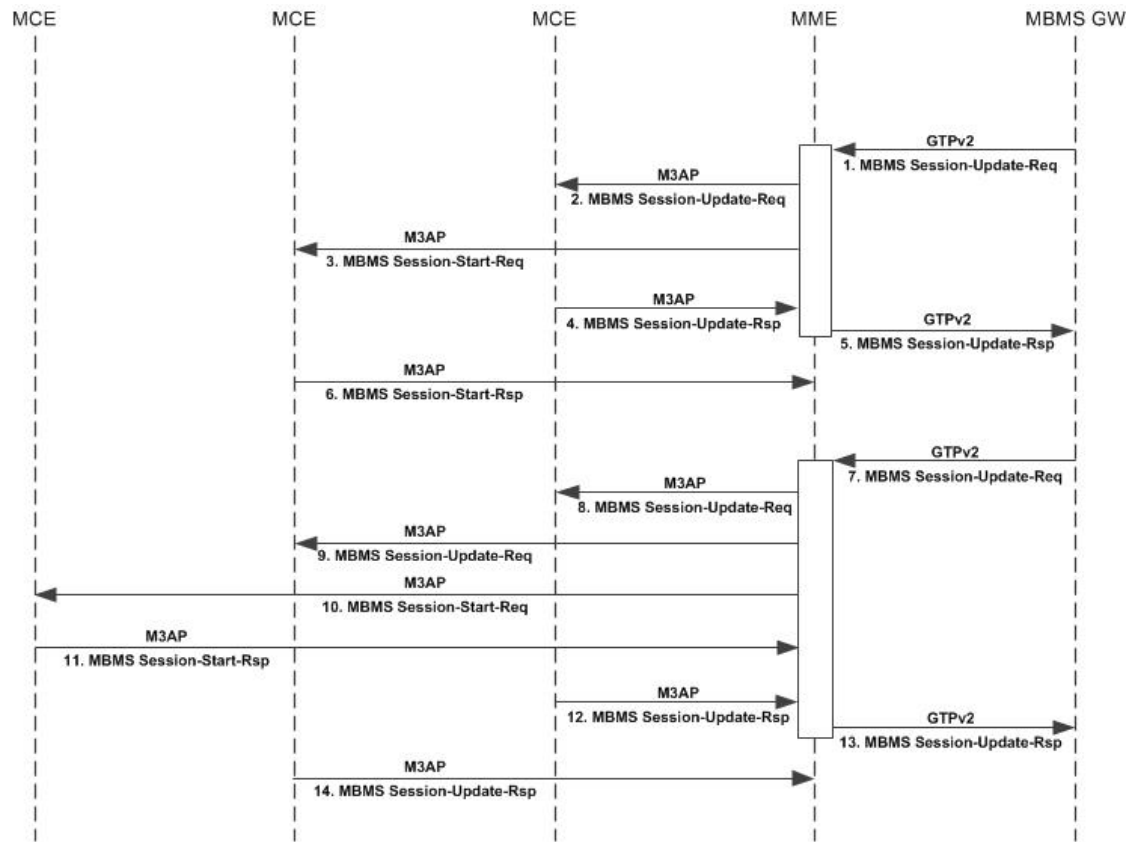 MCE
MCE
MCE
MME
MBMS GW
GTPv2
1. MBMS Session-Update-Req
M3AP
2. MBMS Session-Update-Req
M3AP
3. MBMS Session-Start-Req
M3AP
4. MBMS Session-Update-Rsp
GTPv2
5. MBMS Session-Update-Rsp
M3AP
6. MBMS Session-Start-Rsp
GTPv2
7. MBMS Session-Update-Req
M3AP
8. MBMS Session-Update-Req
M3AP
9. MBMS Session-Update-Req
M3AP
10. MBMS Session-Start-Req
M3AP
11. MBMS Session-Start-Rsp
M3AP
12. MBMS Session-Update-Rsp
GTPv2
13. MBMS Session-Update-Rsp
M3AP
14. MBMS Session-Update-Rsp